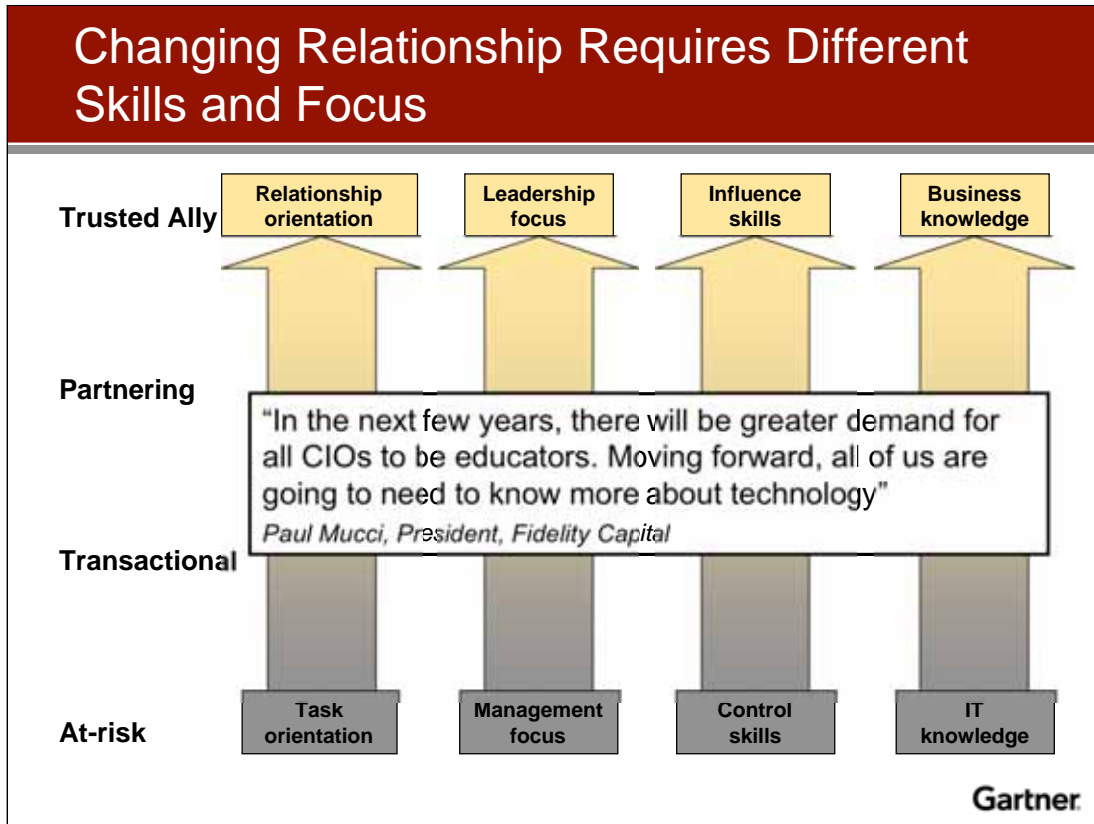 Changing Relationship Requires Different
Skills and Focus
Trusted Ally
Relationship
orientation
Leadership
focus
Influence
skills
Business
knowledge
Partnering
“In the next few years, there will be greater demand for
all CIOs to be educators. Moving forward, all of us are
going to need to know more about technology”
Paul Mucci, President, Fidelity Capital
Transactional
At-risk
Task
orientation
Management
focus
Control
skills
IT
knowledge
Gartner